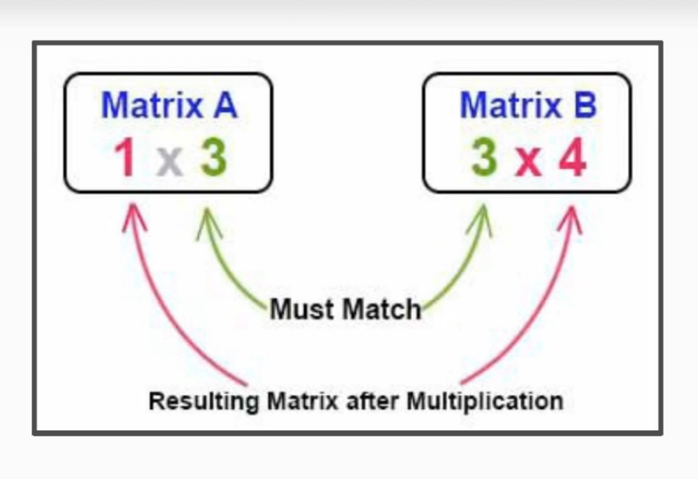 Matrix A
1 x 3
Matrix B
3 x 4
Must Match
Resulting Matrix after Multiplication